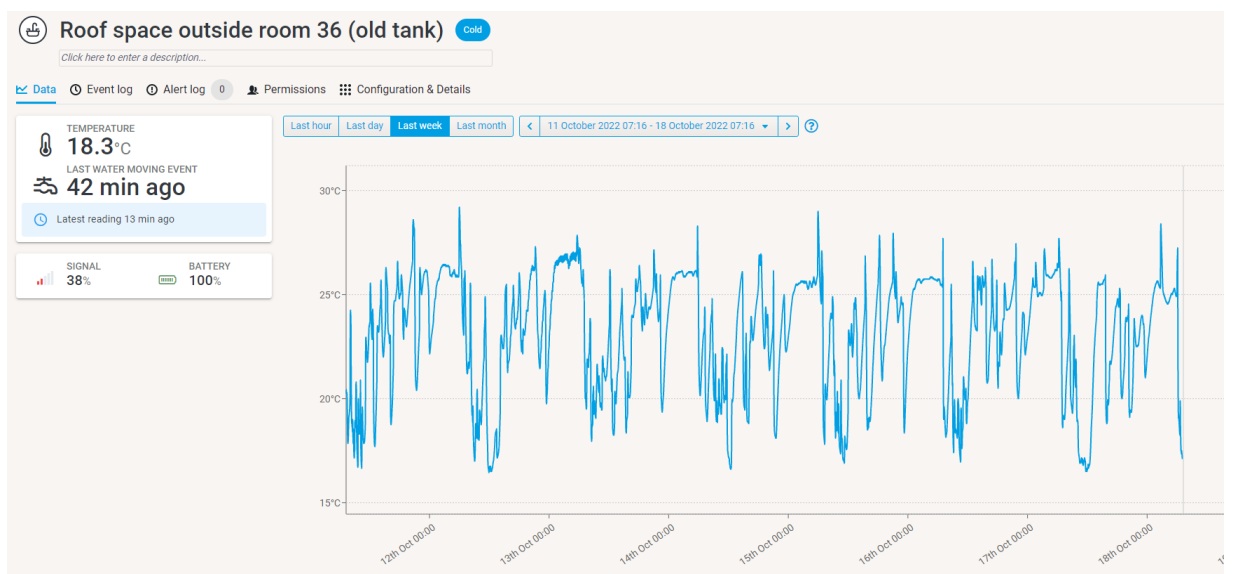 Roof space outside room 36 (old tank) Cold
Click here to enter a description...
Data Event log Alert log 0 Permissions Configuration & Details
TEMPERATURE
18.3°C
LAST WATER MOVING EVENT
42 min ago
Latest reading 13 min ago
SIGNAL
38%
BATTERY
100%
Last hour Last day Last week Last month 11 October 2022 07:16 - 18 October 2022 07:16
30°C
25°C
20°C
15°C
12th Oct 00:00 13th Oct 00:00 14th Oct 00:00 15th Oct 00:00 16th Oct 00:00 17th Oct 00:00 18th Oct 00:00